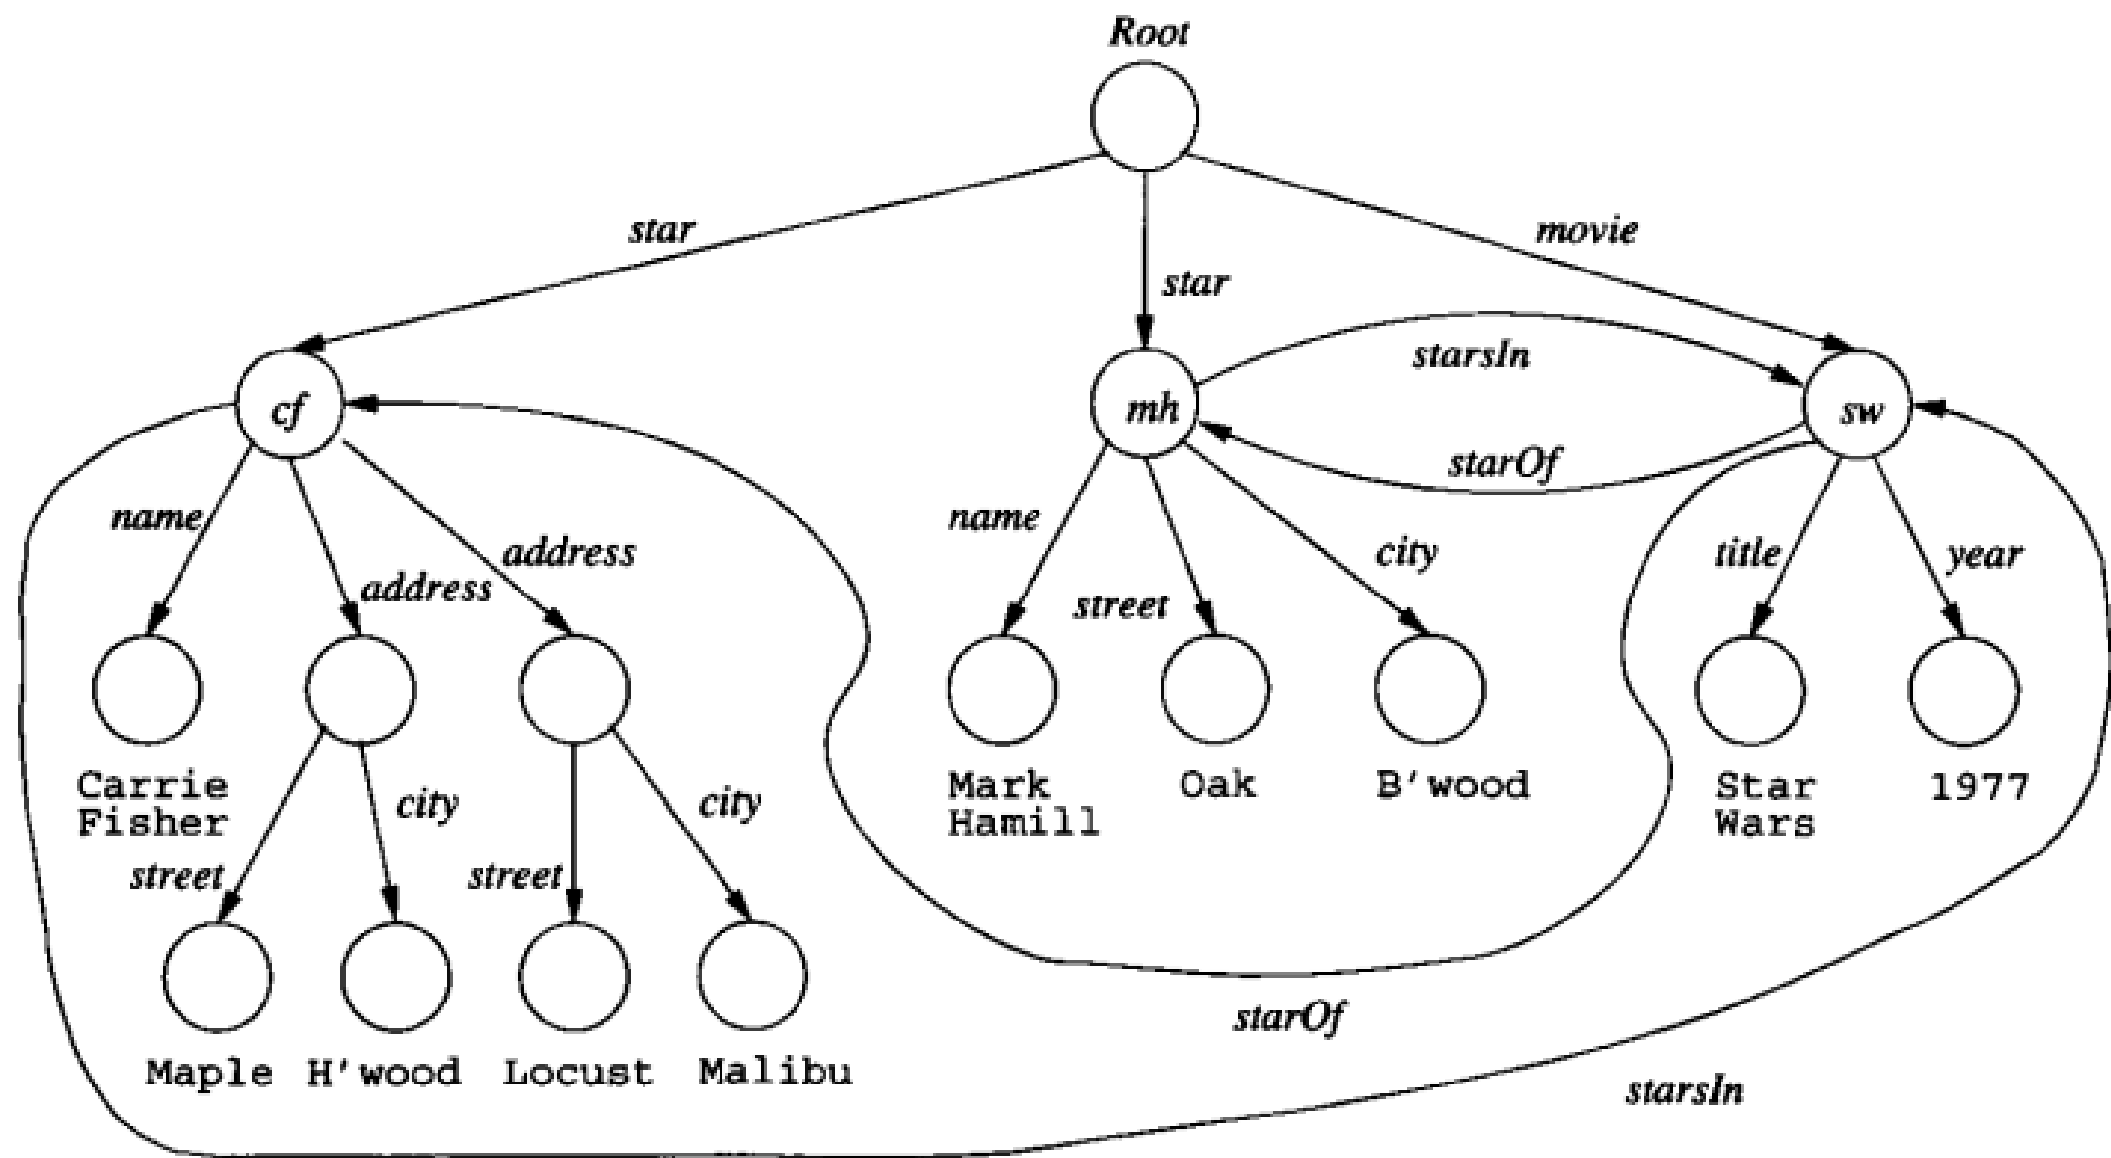 Root
star
movie
star
starsIn
cf
mh
sw
starOf
name
address
address
name
street
city
title
year
Carrie
Fisher
Mark
Hamill
Oak
B'wood
Star
Wars
1977
city
city
street
street
Maple
H'wood
Locust
Malibu
starOf
starsIn